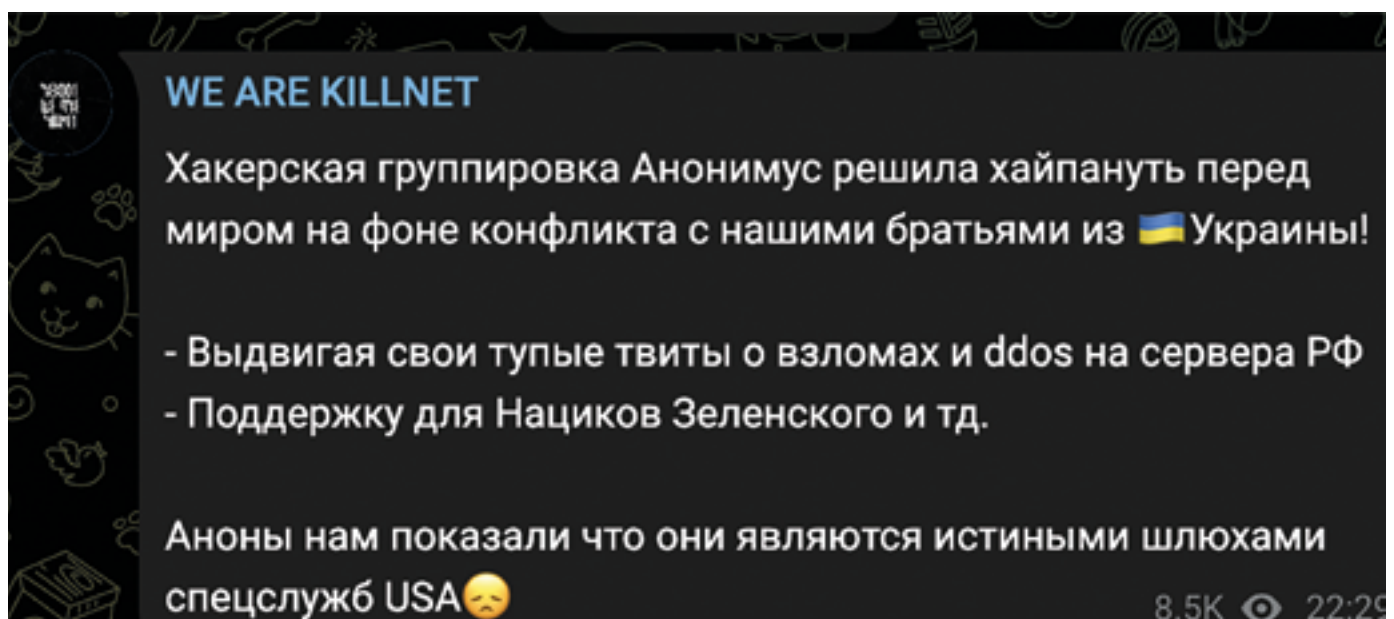 WE ARE KILLNET
Хакерская группировка Анонимус решила хайпануть перед
миром на фоне конфликта с нашими братьями из 🇺🇦Украины!
- Выдвигая свои тупые твиты о взломах и ddos на сервера РФ
- Поддержку для Нациков Зеленского и тд.
Аноны нам показали что они являются истиными шлюхами
спецслужб USA😞
8.5K 22:29